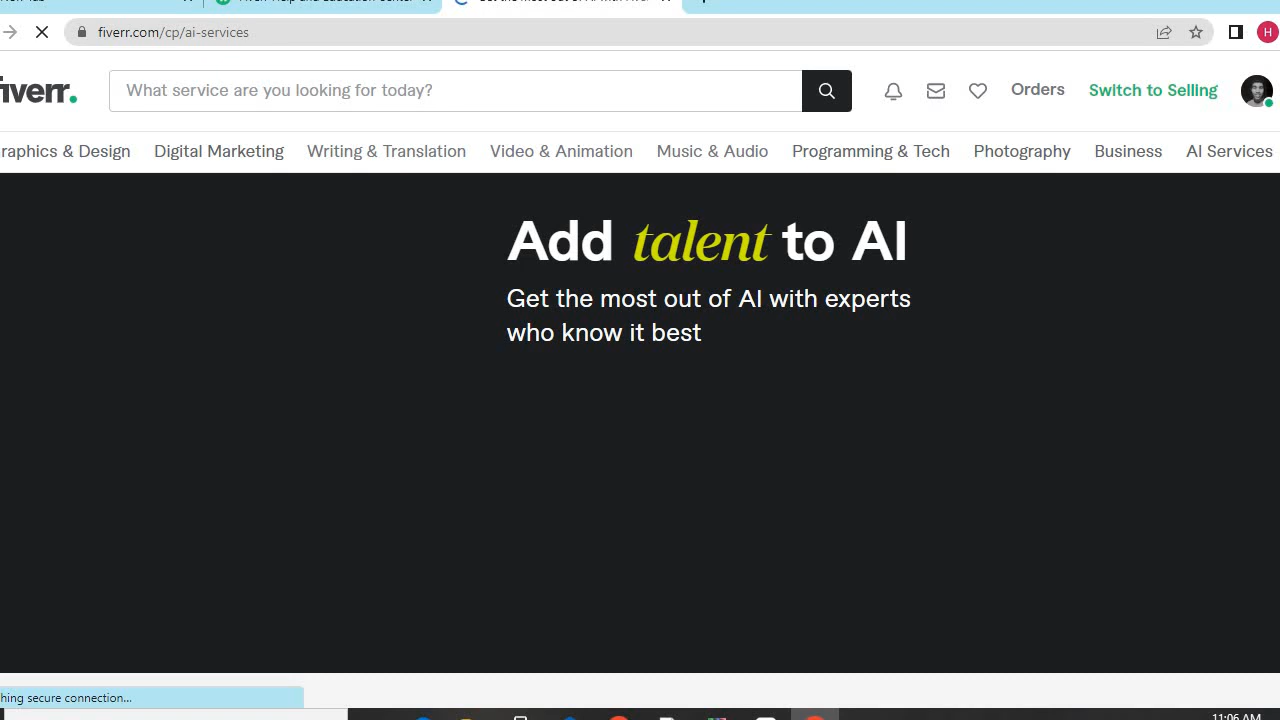 fiverr.com/cp/ai-services
fiverr.
What service are you looking for today?
Orders
Switch to Selling
H
raphics & Design
Digital Marketing
Writing & Translation
Video & Animation
Music & Audio
Programming & Tech
Photography
Business
AI Services
Add talent to AI
Get the most out of AI with experts
who know it best
hing secure connection...
11:06 AM